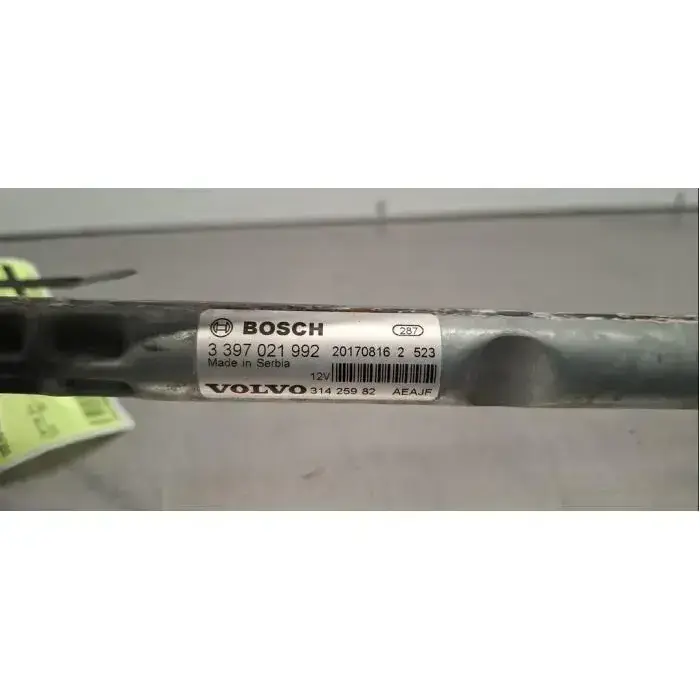 BOSCH 287
3 397 021 992 20170816 2 523
Made in Serbia
12V
VOLVO 314 259 82 AEAJF